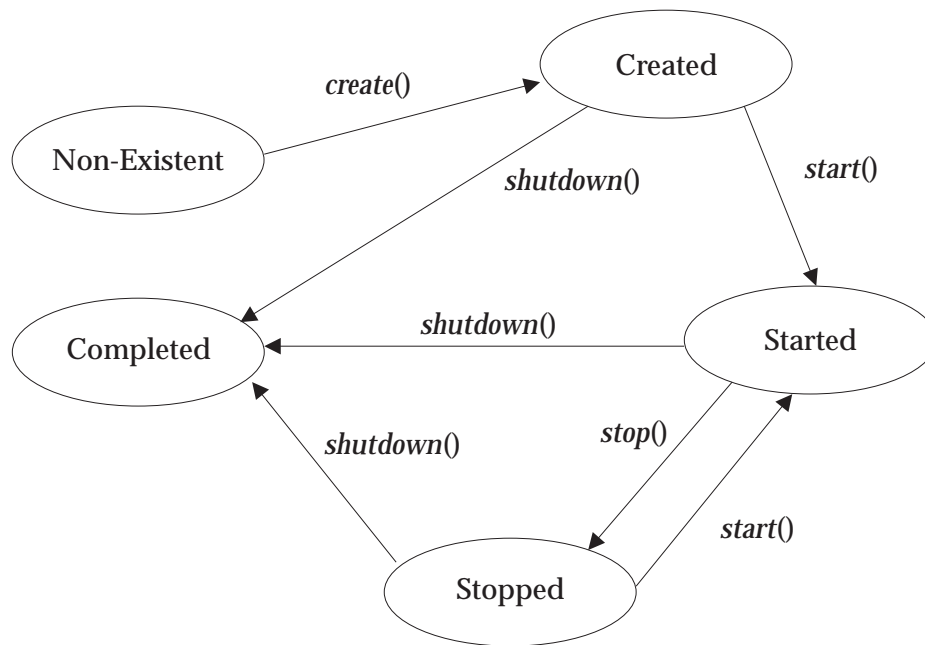 Created
create()
Non-Existent
shutdown()
start()
shutdown()
Completed
Started
shutdown()
stop()
start()
Stopped